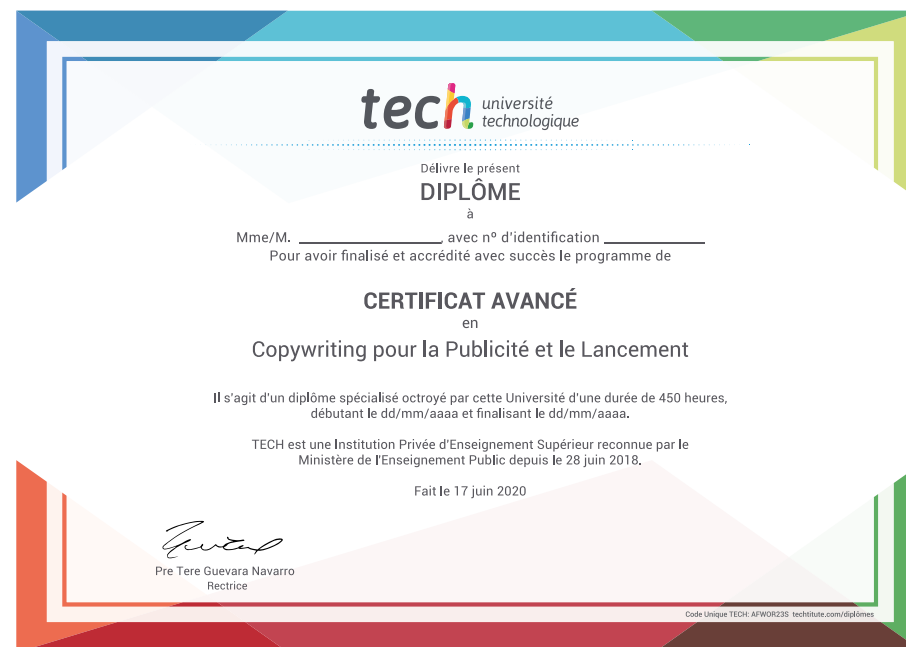 tech université
technologique
Délivre le présent
DIPLÔME
à
Mme/M. ____________________, avec nº d'identification ______________
Pour avoir finalisé et accrédité avec succès le programme de
CERTIFICAT AVANCÉ
en
Copywriting pour la Publicité et le Lancement
Il s'agit d'un diplôme spécialisé octroyé par cette Université d'une durée de 450 heures,
débutant le dd/mm/aaaa et finalisant le dd/mm/aaaa.
TECH est une Institution Privée d'Enseignement Supérieur reconnue par le
Ministère de l'Enseignement Public depuis le 28 juin 2018.
Fait le 17 juin 2020
Pre Tere Guevara Navarro
Rectrice
Code Unique TECH: AFWOR23S techtitute.com/diplômes